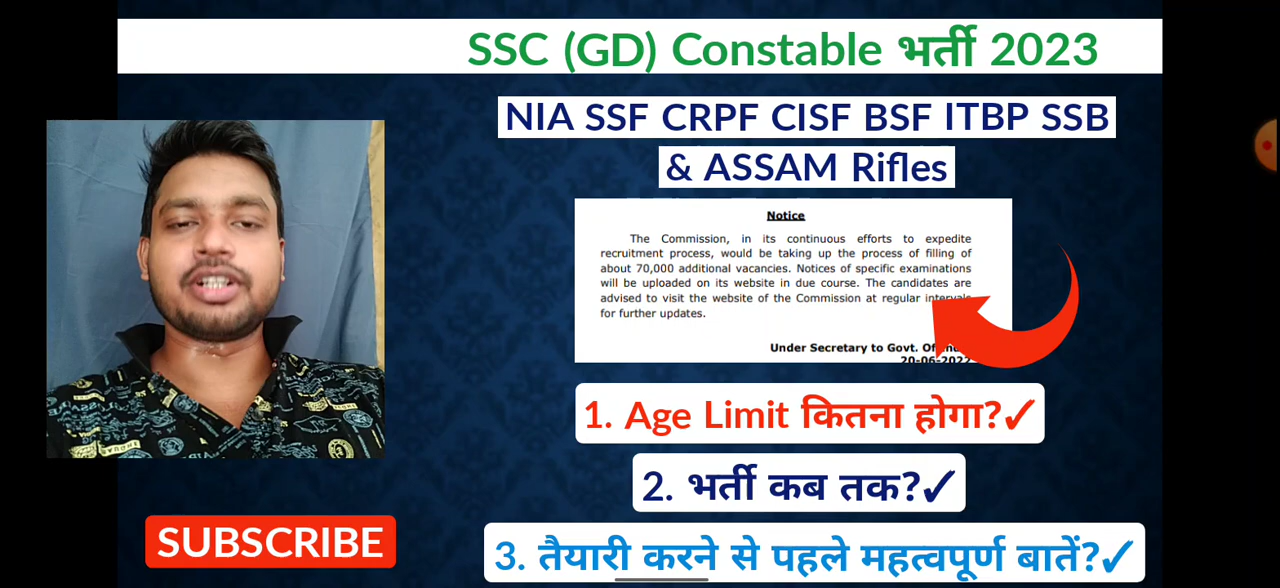 SSC (GD) Constable भर्ती 2023
NIA SSF CRPF CISF BSF ITBP SSB
& ASSAM Rifles
Notice
The Commission, in its continuous efforts to expedite
recruitment process, would be taking up the process of filling of
about 70,000 additional vacancies. Notices of specific examinations
will be uploaded on its website in due course. The candidates are
advised to visit the website of the Commission at regular intervals
for further updates.
Under Secretary to Govt. Of
20-06-2022
1. Age Limit कितना होगा?✓
2. भर्ती कब तक?✓
SUBSCRIBE
3. तैयारी करने से पहले महत्वपूर्ण बातें?✓